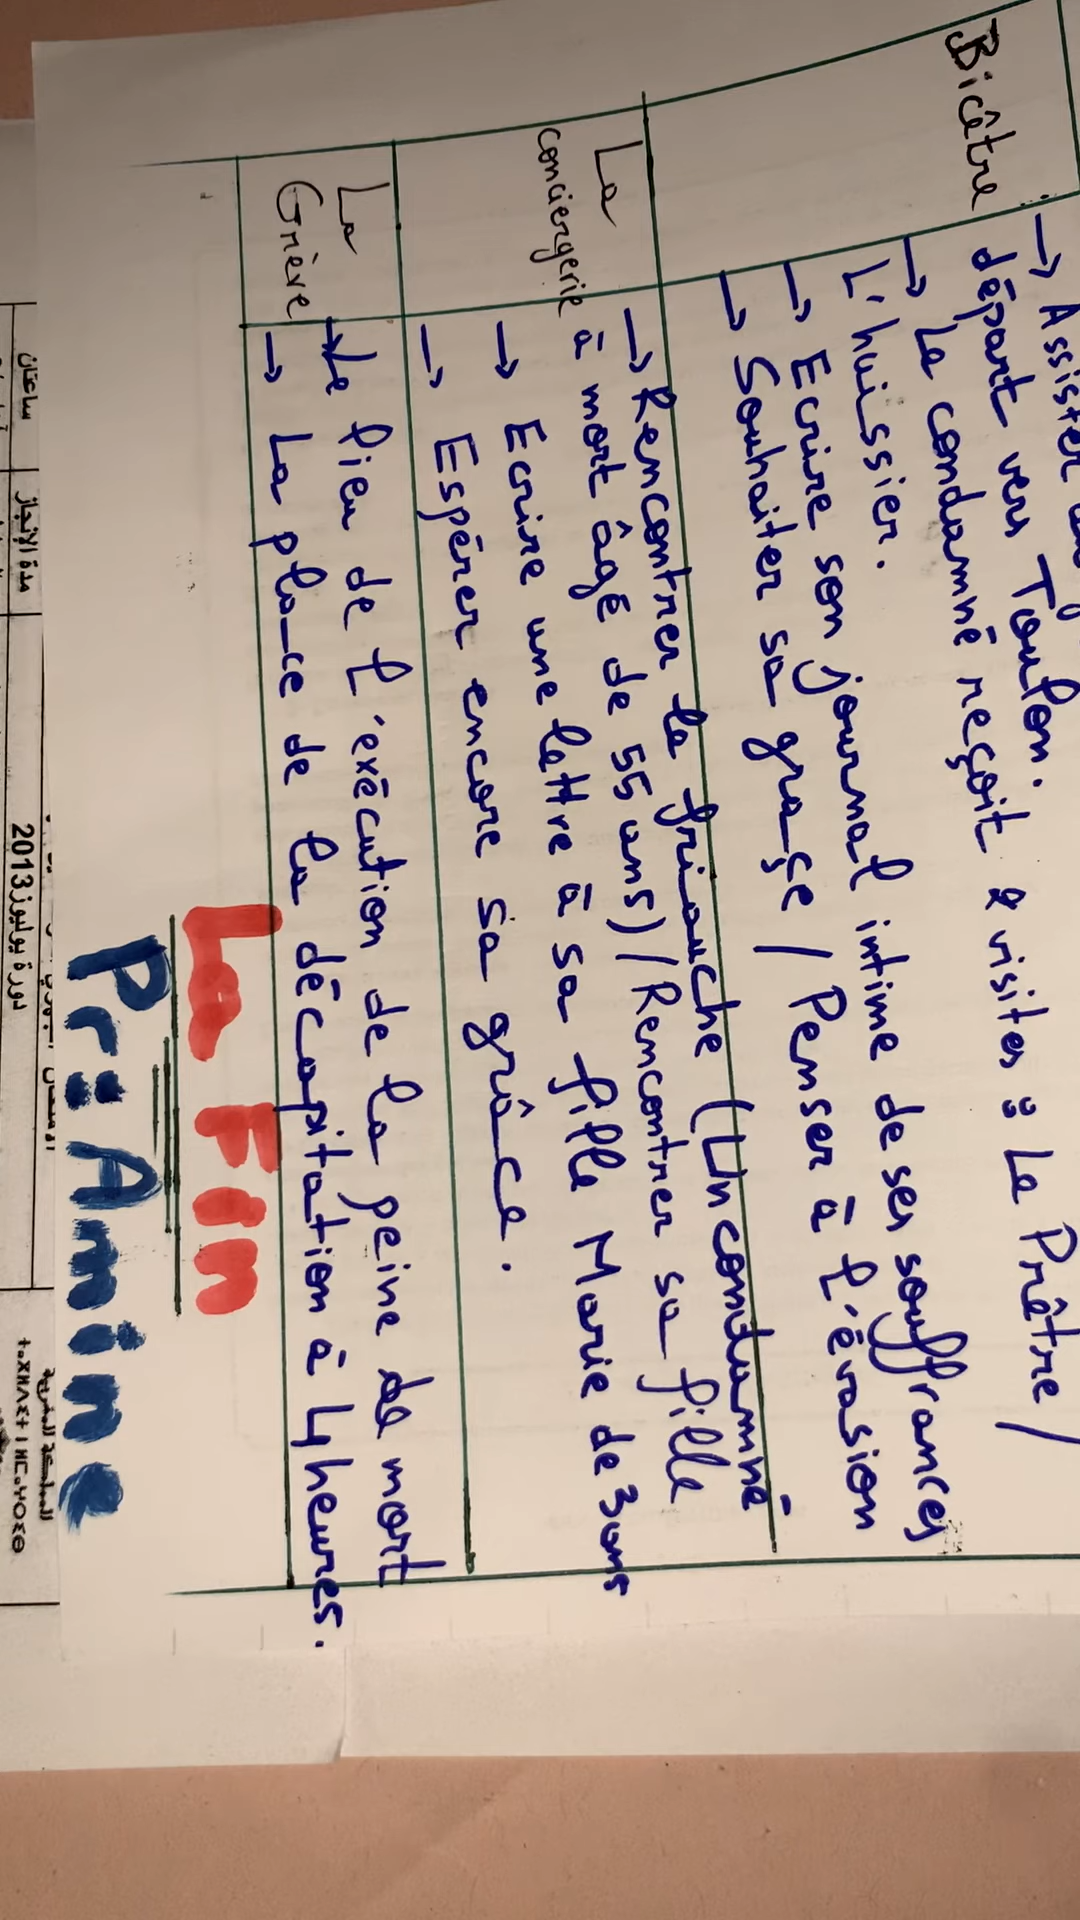 Bicêtre
→ Assister au
départ vers Toulon.
→ Le condamné reçoit 2 visites : Le Prêtre /
L'huissier.
→ Ecrire son journal intime de ses souffrances
→ Souhaiter sa graçe / Penser à l'évasion
La
conciergerie
→ Rencontrer le friauche (Un condamné
à mort âgé de 55 ans) / Rencontrer sa fille
→ Ecrire une lettre à sa fille Marie de 3 ans
→ Espérer encore sa grâce.
La
Grève
→ Le lieu de l'exécution de la peine de mort
→ La place de la décapitation à 4 heures.
La Fin
Pr : Amine
ساعتان
مدة الإنجاز
دورة يوليوز 2013
المملكة المغربية
ⵜⴰⴳⵍⴷⵉⵜ ⵏ ⵍⵎⵖⵔⵉⴱ